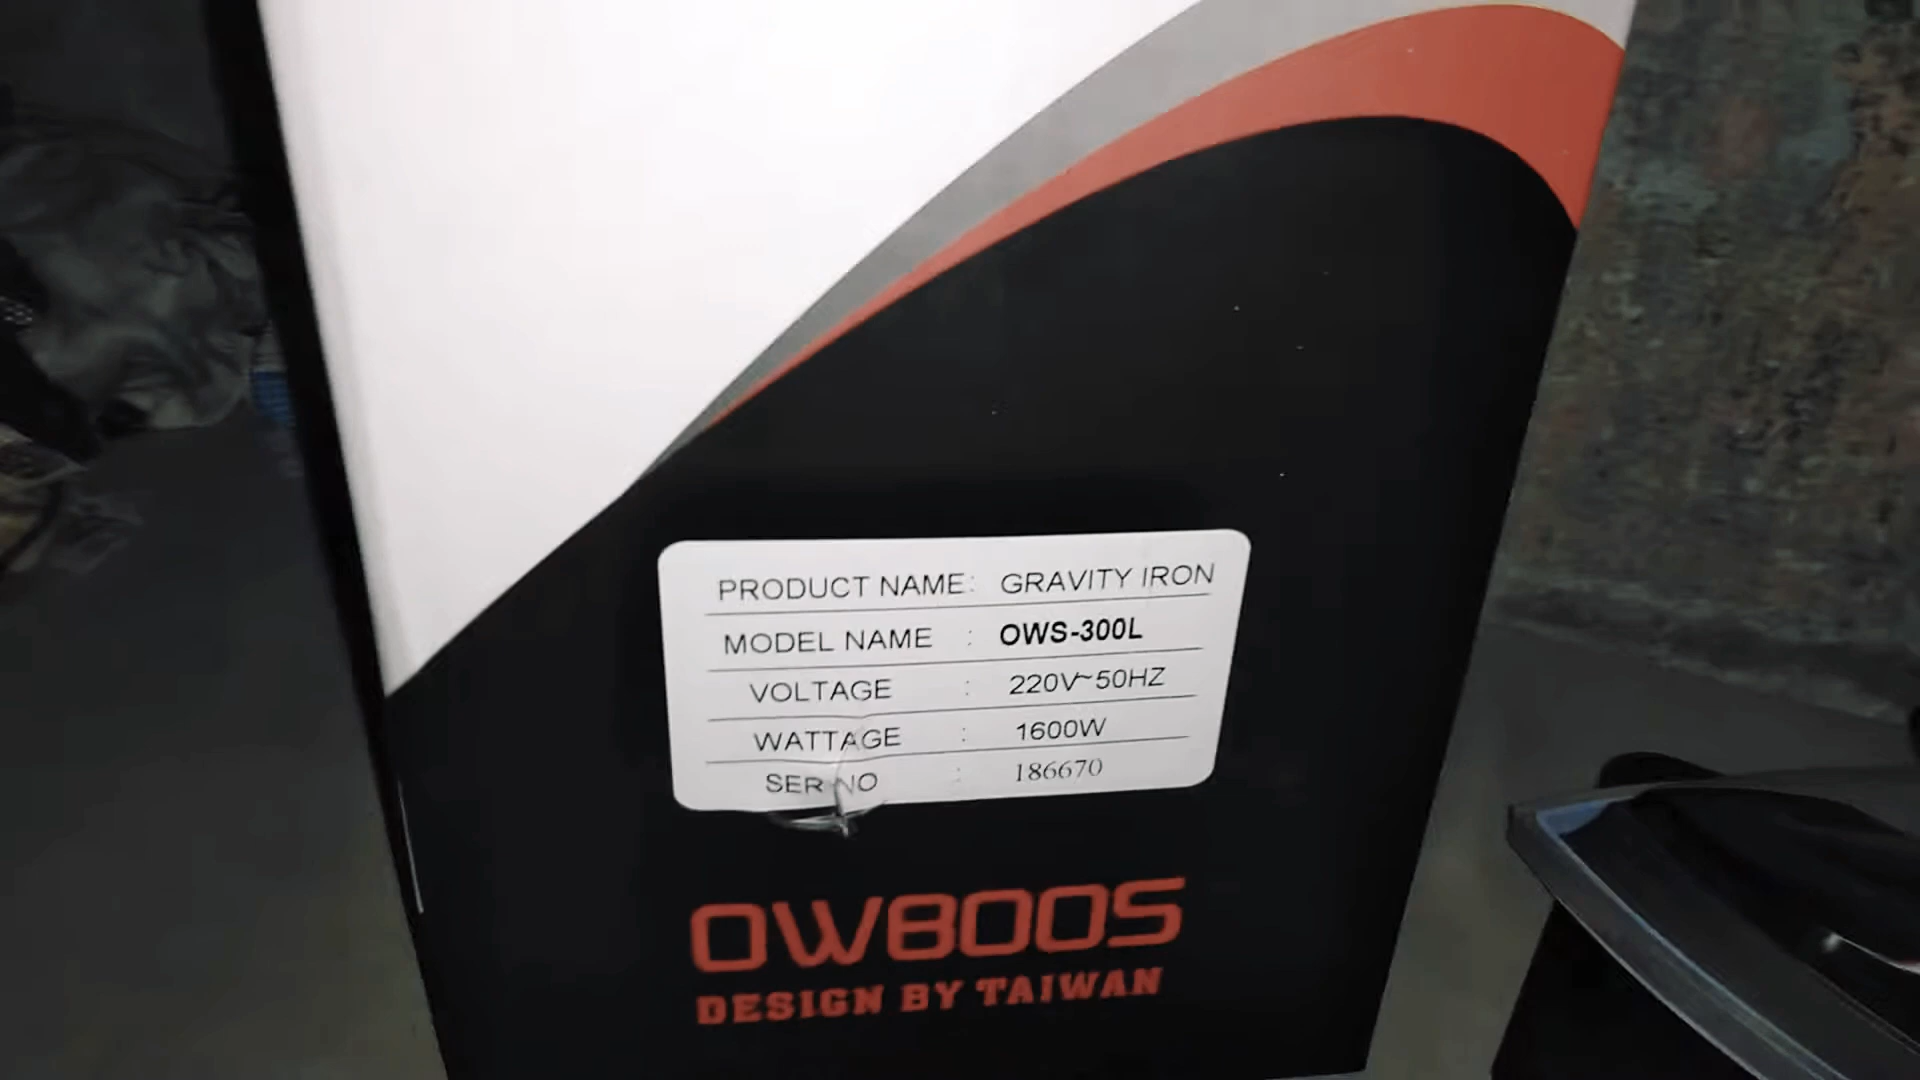 PRODUCT NAME: GRAVITY IRON
MODEL NAME : OWS-300L
VOLTAGE : 220V~50HZ
WATTAGE : 1600W
SER NO : 186670
OWBOOS
DESIGN BY TAIWAN